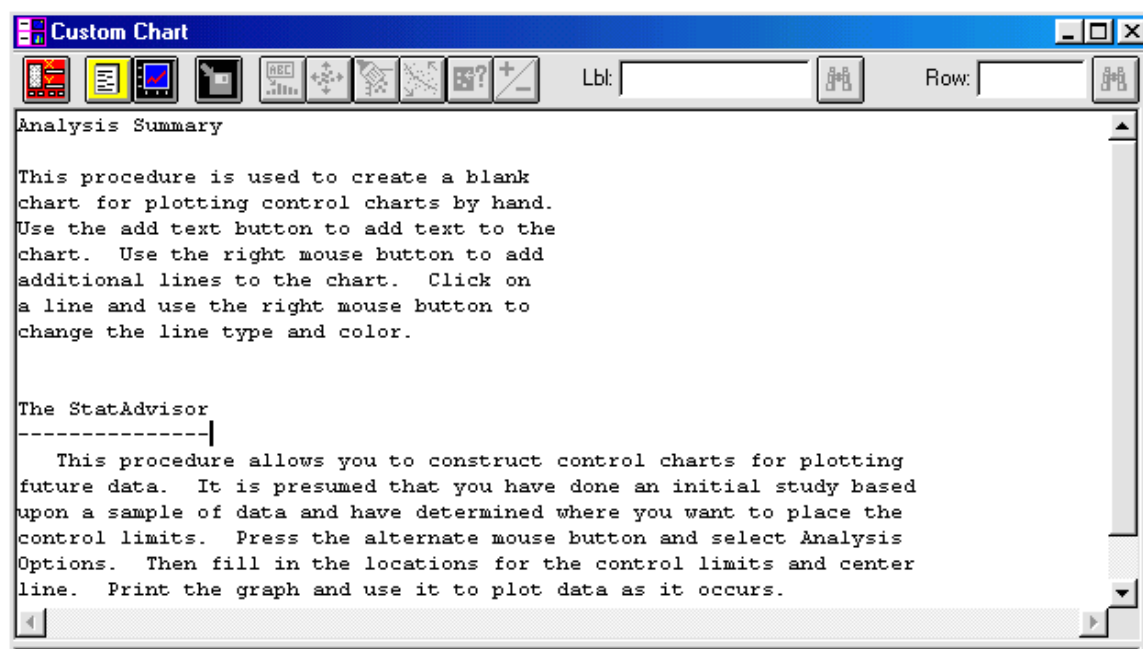 Custom Chart
Lbl: Row:
Analysis Summary
This procedure is used to create a blank
chart for plotting control charts by hand.
Use the add text button to add text to the
chart.  Use the right mouse button to add
additional lines to the chart.  Click on
a line and use the right mouse button to
change the line type and color.
The StatAdvisor
---------------
This procedure allows you to construct control charts for plotting
future data.  It is presumed that you have done an initial study based
upon a sample of data and have determined where you want to place the
control limits.  Press the alternate mouse button and select Analysis
Options.  Then fill in the locations for the control limits and center
line.  Print the graph and use it to plot data as it occurs.